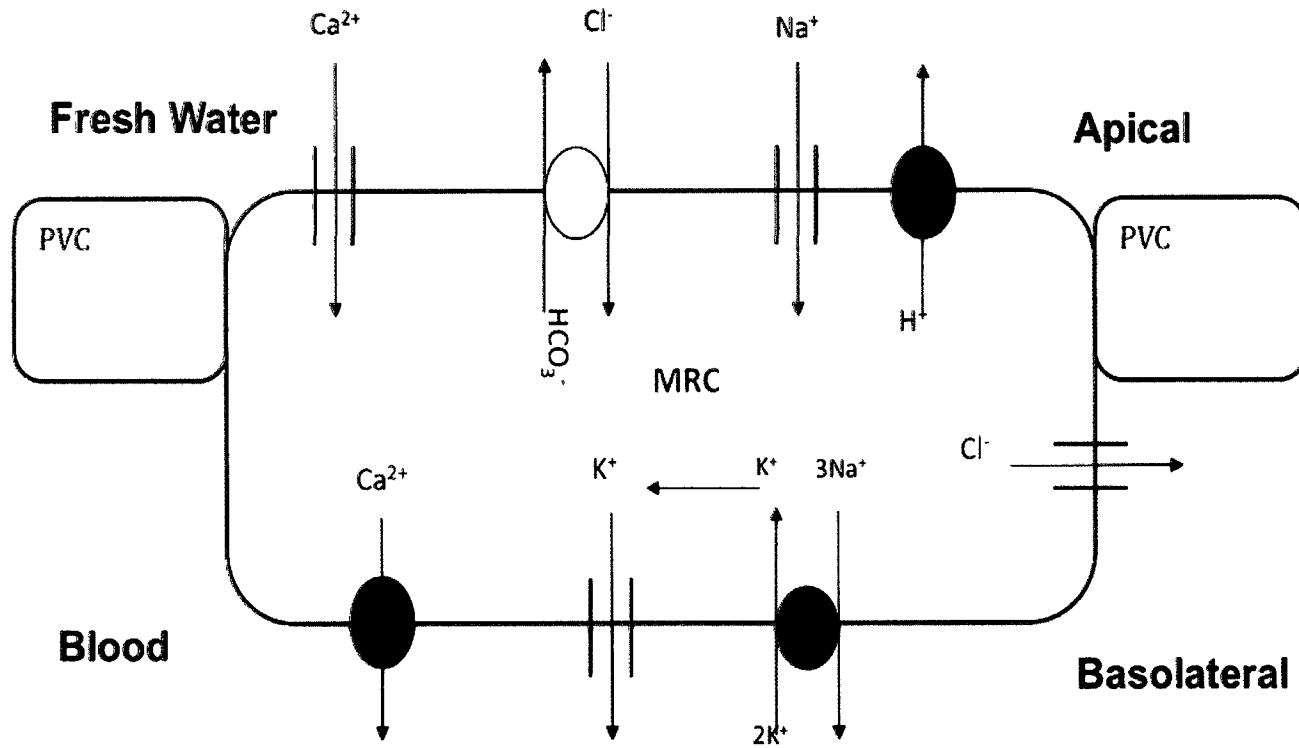 Ca²⁺
Cl⁻
Na⁺
Fresh Water
Apical
PVC
PVC
HCO₃⁻
H⁺
MRC
Cl⁻
Ca²⁺
K⁺
K⁺
3Na⁺
Blood
Basolateral
2K⁺